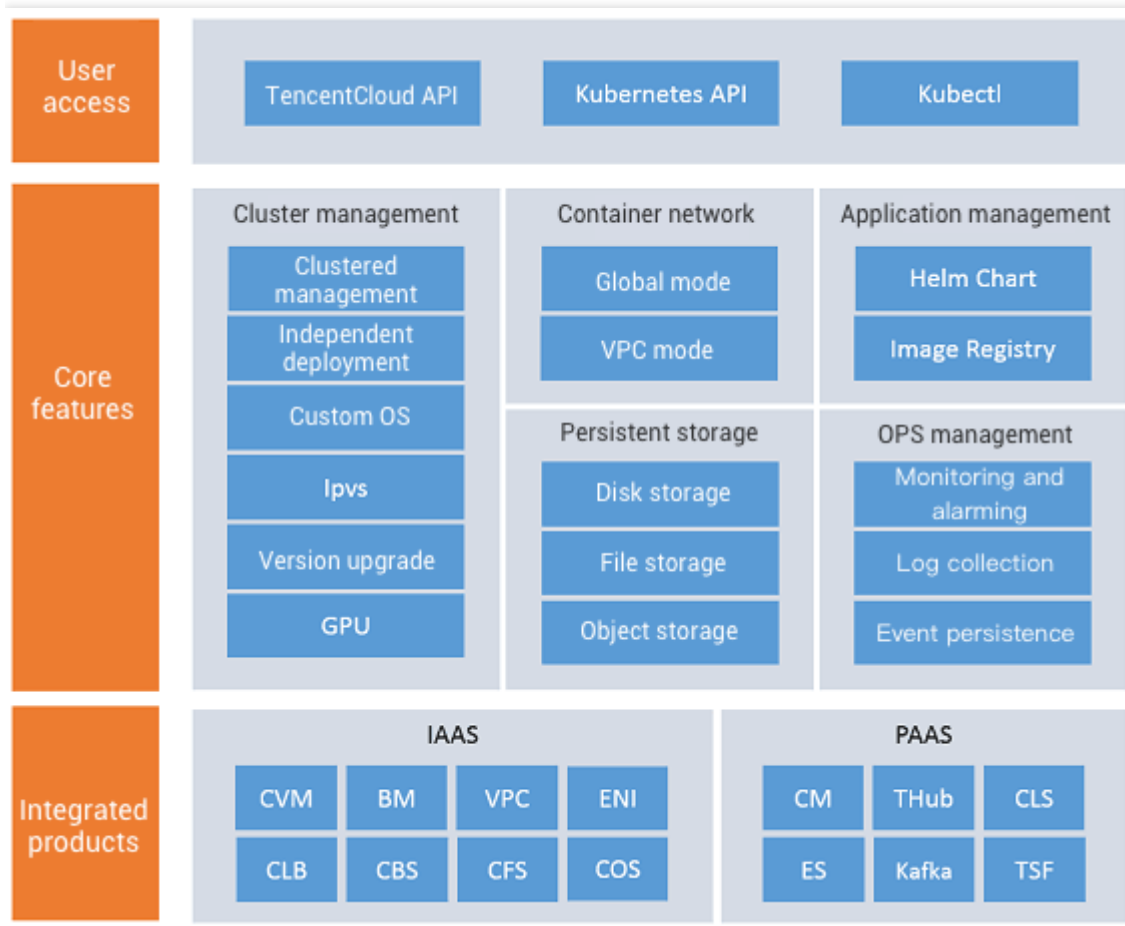 User
access
TencentCloud API
Kubernetes API
Kubectl
Core
features
Cluster management
Clustered
management
Independent
deployment
Custom OS
Ipvs
Version upgrade
GPU
Container network
Global mode
VPC mode
Application management
Helm Chart
Image Registry
Persistent storage
Disk storage
File storage
Object storage
OPS management
Monitoring and
alarming
Log collection
Event persistence
Integrated
products
IAAS
CVM
BM
VPC
ENI
CLB
CBS
CFS
COS
PAAS
CM
THub
CLS
ES
Kafka
TSF